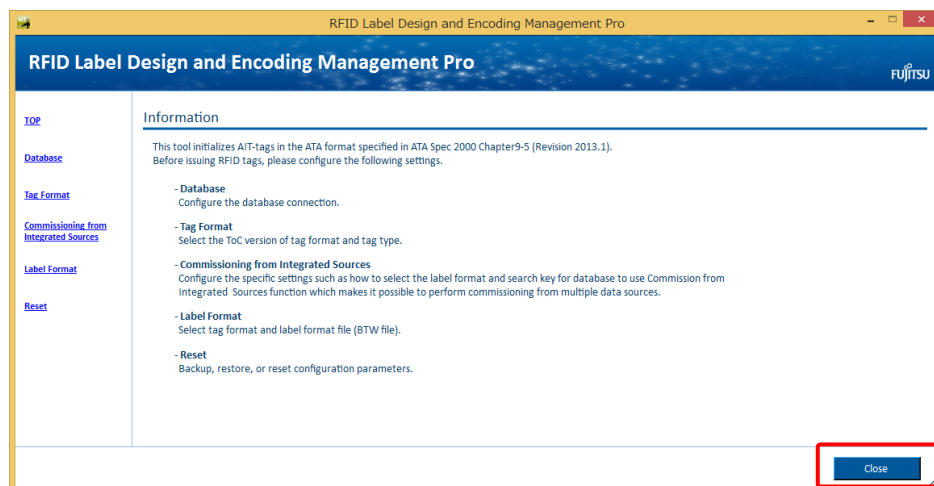 RFID Label Design and Encoding Management Pro
RFID Label Design and Encoding Management Pro
FUJITSU
TOP
Database
Tag Format
Commissioning from
Integrated Sources
Label Format
Reset
Information
This tool initializes AIT-tags in the ATA format specified in ATA Spec 2000 Chapter9-5 (Revision 2013.1).
Before issuing RFID tags, please configure the following settings.
- Database
Configure the database connection.
- Tag Format
Select the ToC version of tag format and tag type.
- Commissioning from Integrated Sources
Configure the specific settings such as how to select the label format and search key for database to use Commission from
Integrated Sources function which makes it possible to perform commissioning from multiple data sources.
- Label Format
Select tag format and label format file (BTW file).
- Reset
Backup, restore, or reset configuration parameters.
Close